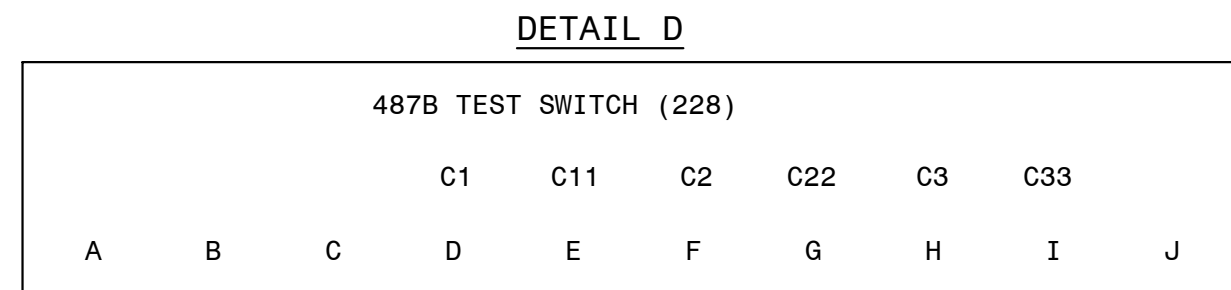 DETAIL D
487B TEST SWITCH (228)
C1 C11 C2 C22 C3 C33
A B C D E F G H I J